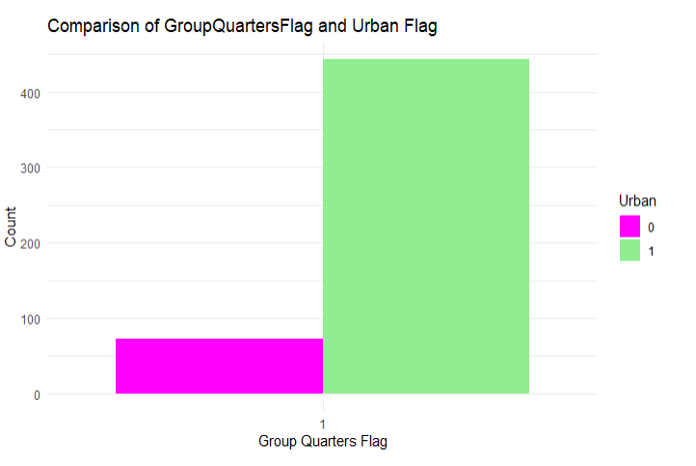 Comparison of GroupQuartersFlag and Urban Flag
Count
400
300
200
100
0
1
Group Quarters Flag
Urban
0
1